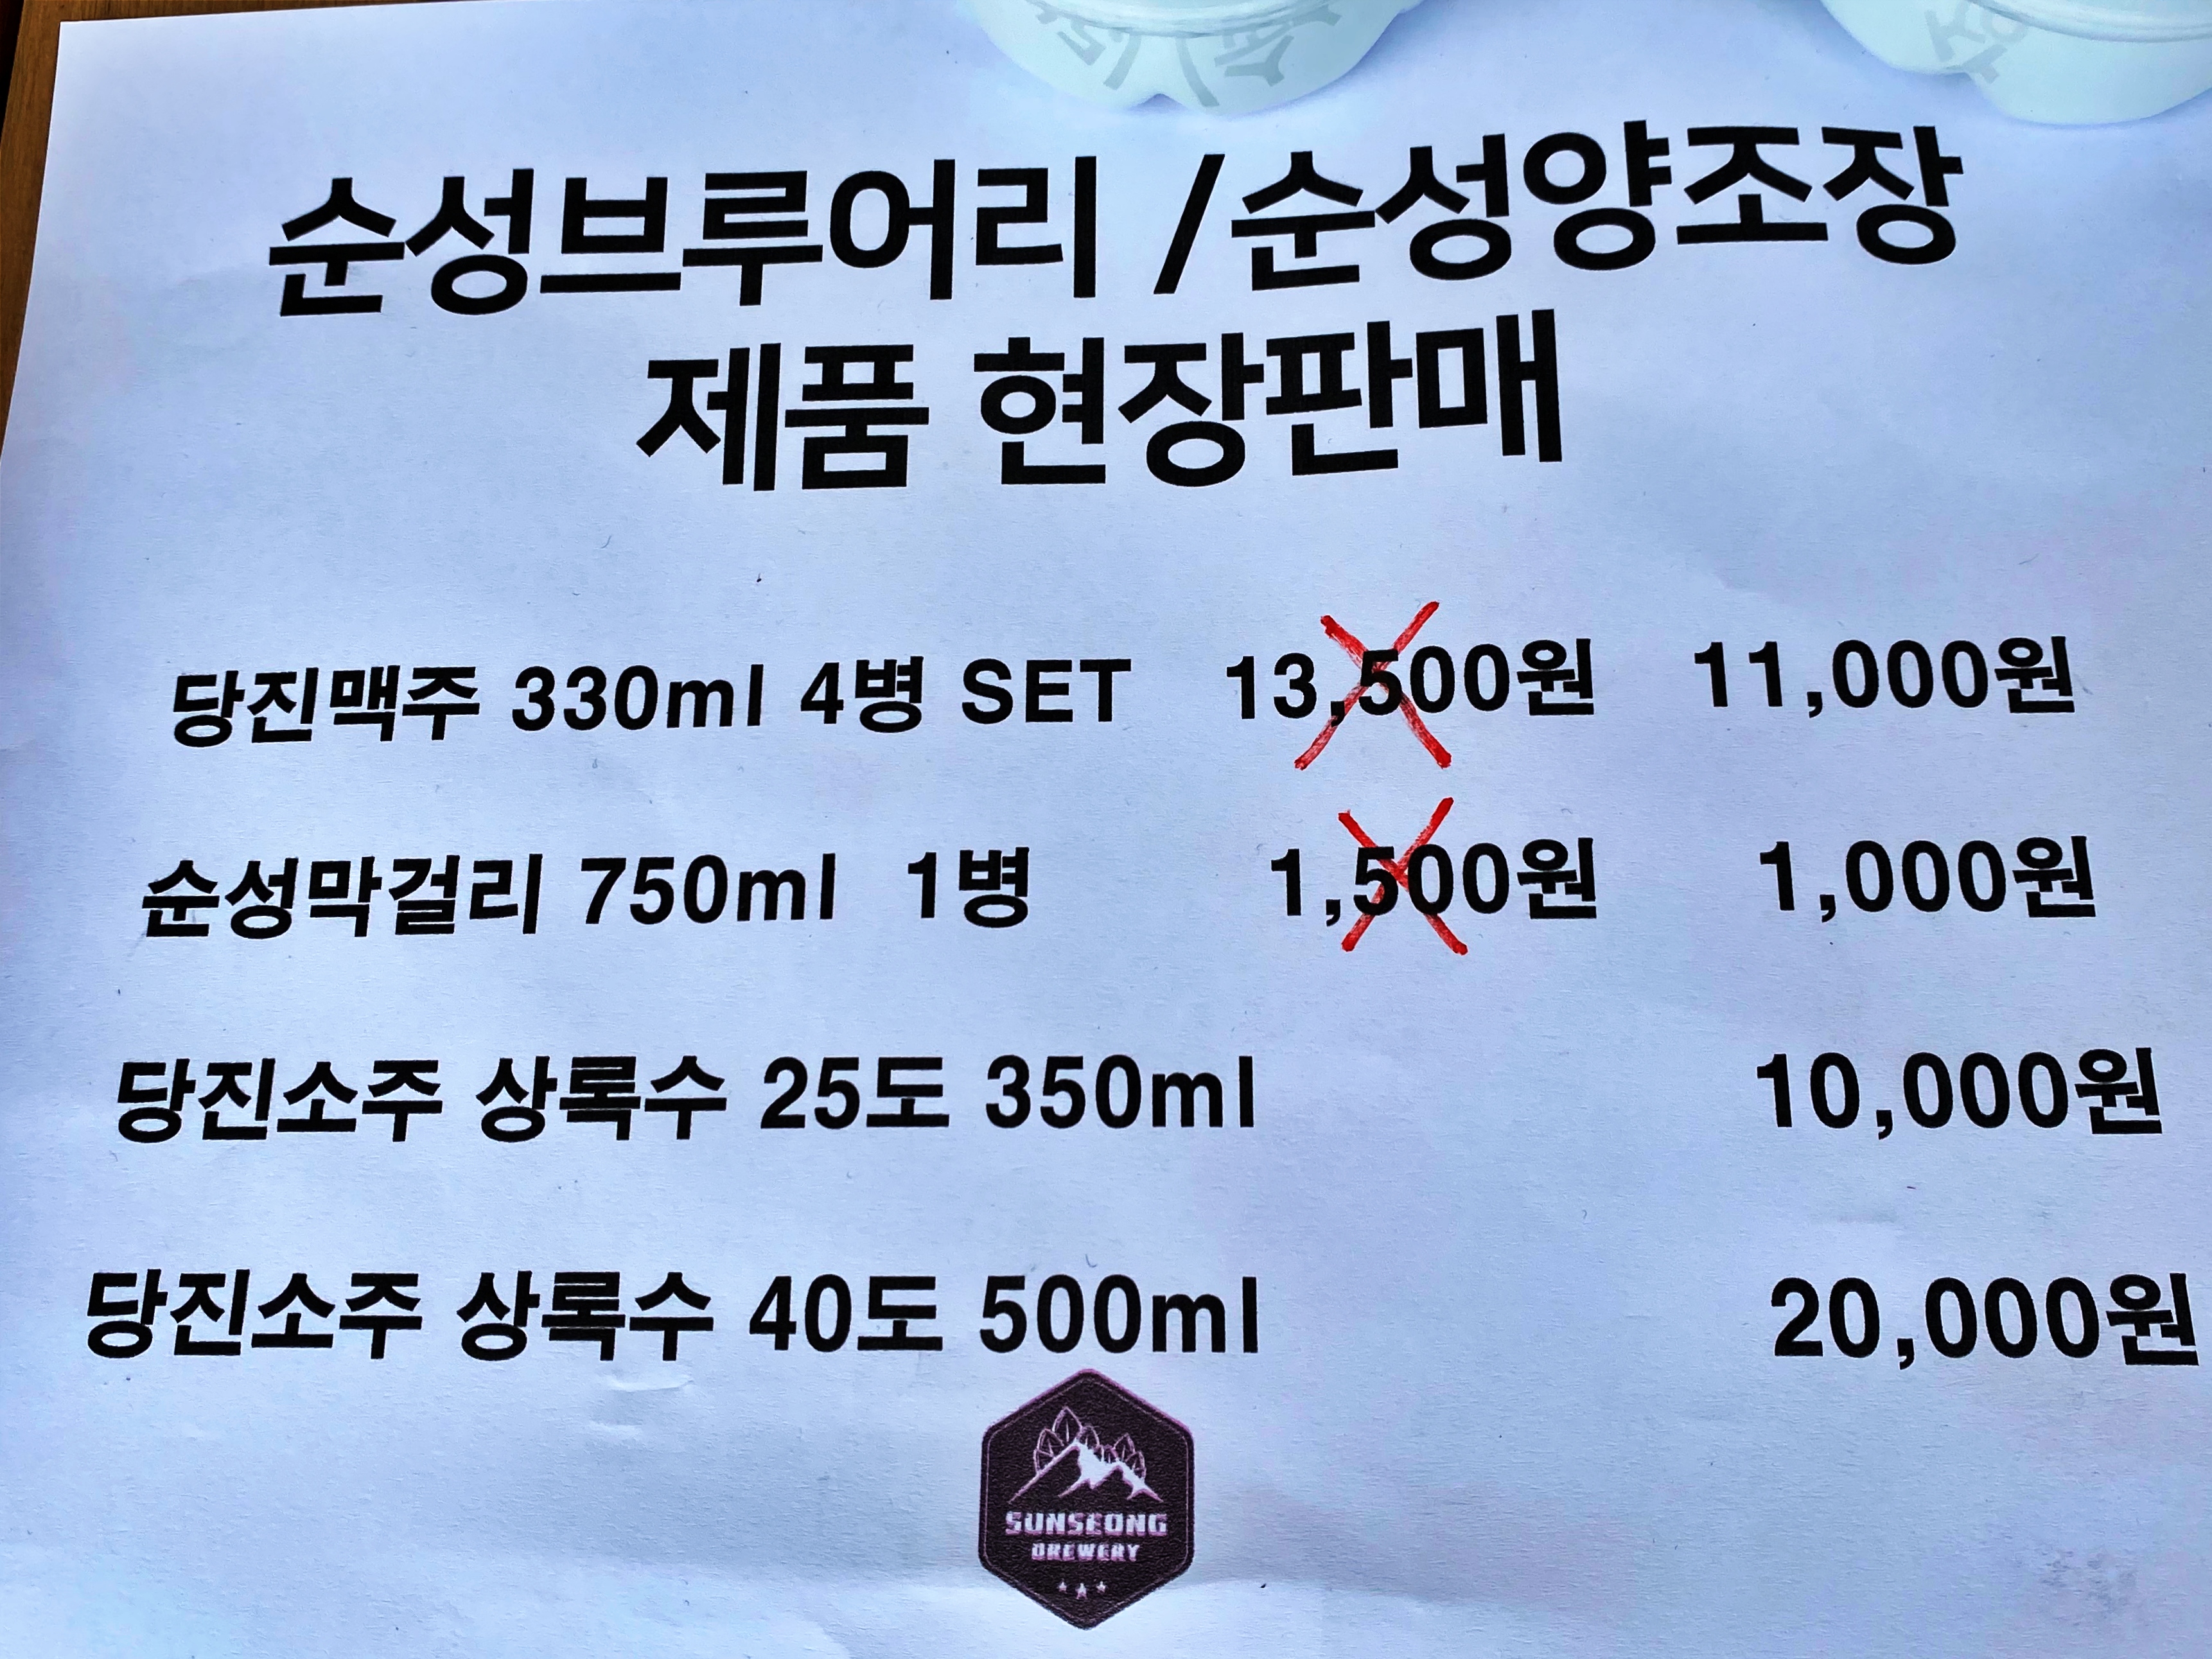 순성브루어리 /순성양조장
제품 현장판매
당진맥주 330ml 4병 SET 13,500원 11,000원
순성막걸리 750ml 1병 1,500원 1,000원
당진소주 상록수 25도 350ml 10,000원
당진소주 상록수 40도 500ml 20,000원
SUNSEONG
BREWERY